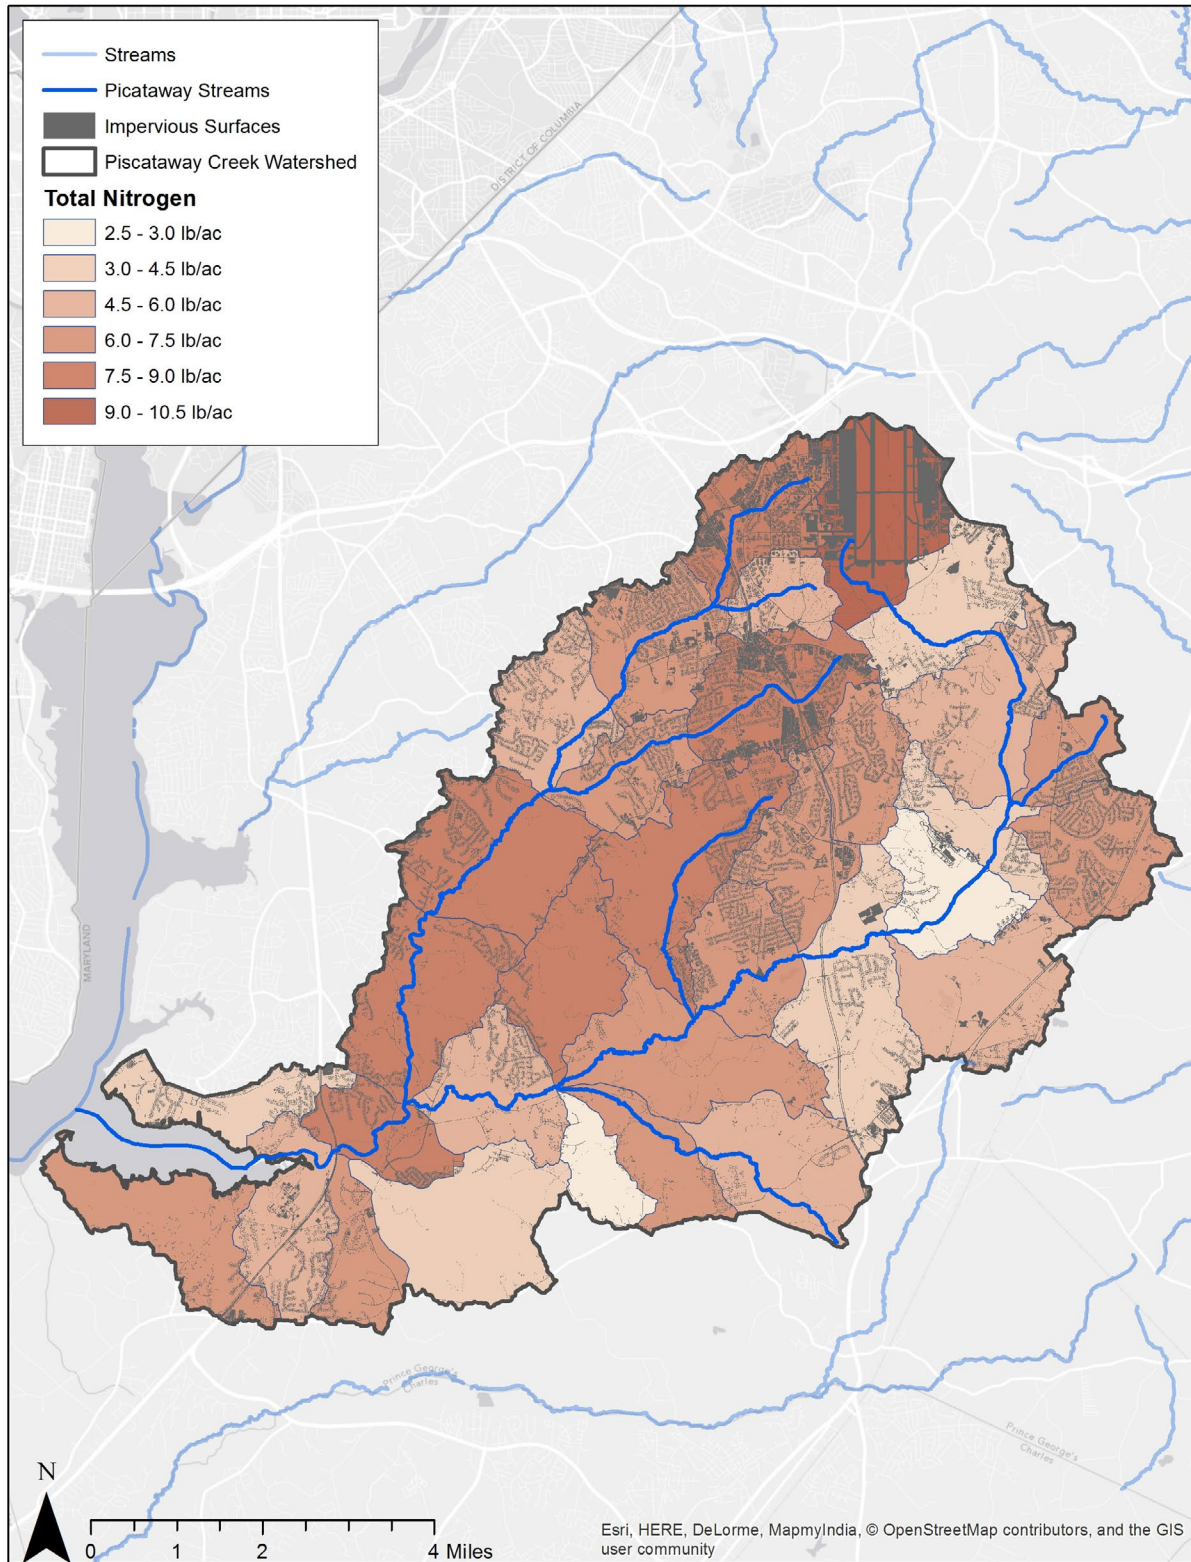 Streams
Picataway Streams
Impervious Surfaces
Piscataway Creek Watershed
Total Nitrogen
2.5 - 3.0 lb/ac
3.0 - 4.5 lb/ac
4.5 - 6.0 lb/ac
6.0 - 7.5 lb/ac
7.5 - 9.0 lb/ac
9.0 - 10.5 lb/ac
DISTRICT OF COLUMBIA
MARYLAND
Prince George's
Charles
Prince George's
Charles
N
0 1 2 4 Miles
Esri, HERE, DeLorme, MapmyIndia, © OpenStreetMap contributors, and the GIS
user community